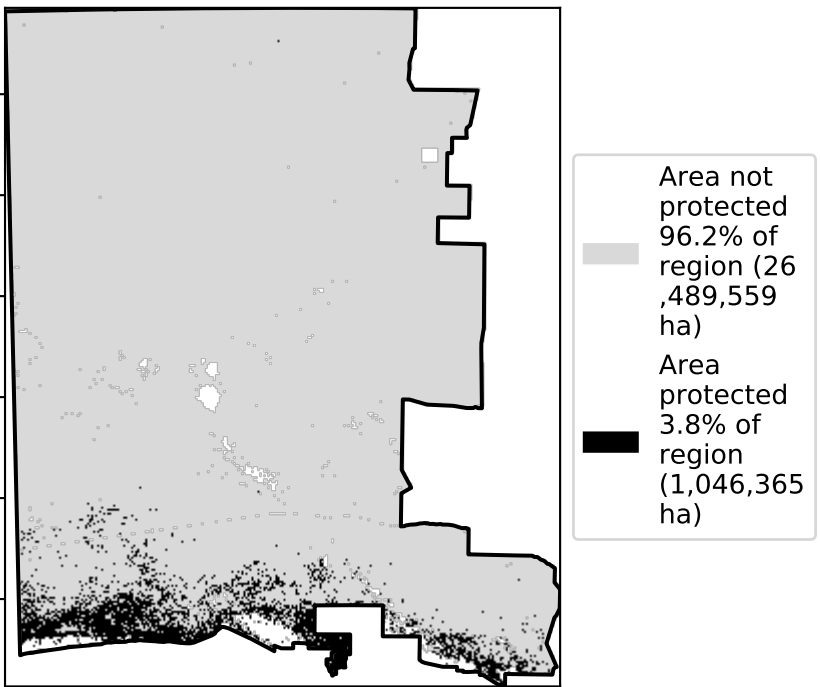 Area not
protected
96.2% of
region (26
,489,559
ha)
Area
protected
3.8% of
region
(1,046,365
ha)